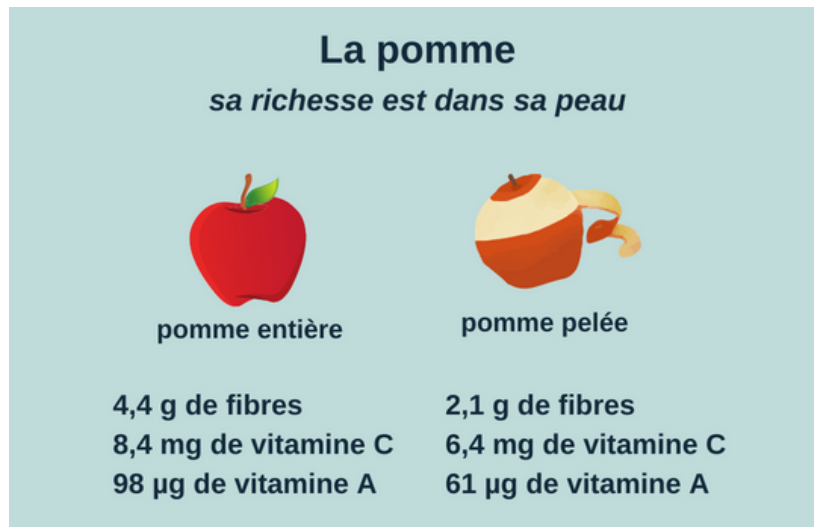 La pomme
sa richesse est dans sa peau
pomme entière
pomme pelée
4,4 g de fibres
8,4 mg de vitamine C
98 µg de vitamine A
2,1 g de fibres
6,4 mg de vitamine C
61 µg de vitamine A